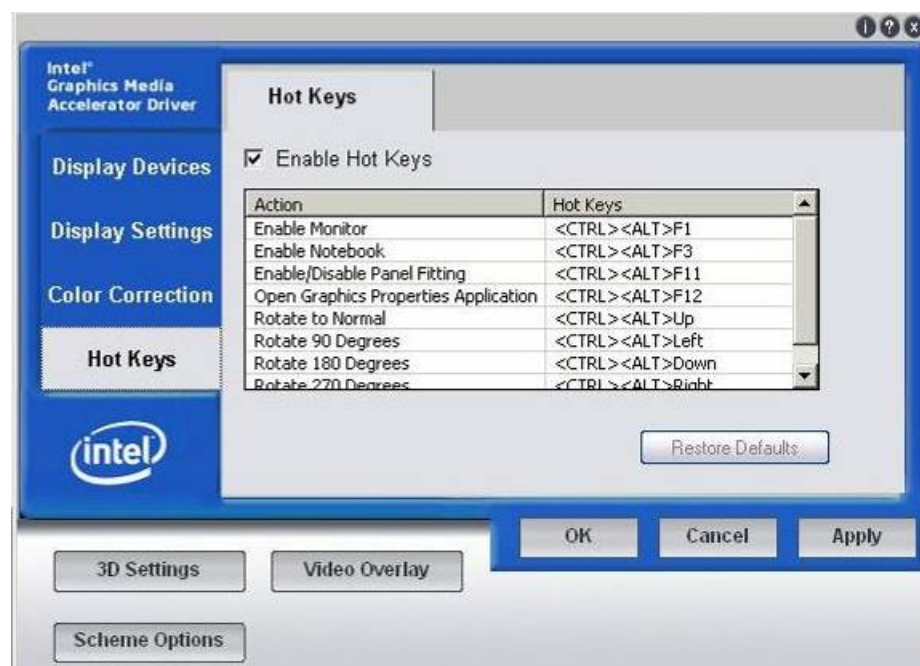 Intel®
Graphics Media
Accelerator Driver
Hot Keys
Display Devices
Display Settings
Color Correction
Hot Keys
intel
Enable Hot Keys
Action Hot Keys
Enable Monitor <CTRL><ALT>F1
Enable Notebook <CTRL><ALT>F3
Enable/Disable Panel Fitting <CTRL><ALT>F11
Open Graphics Properties Application <CTRL><ALT>F12
Rotate to Normal <CTRL><ALT>Up
Rotate 90 Degrees <CTRL><ALT>Left
Rotate 180 Degrees <CTRL><ALT>Down
Rotate 270 Degrees <CTRL><ALT>Right
Restore Defaults
OK Cancel Apply
3D Settings Video Overlay
Scheme Options